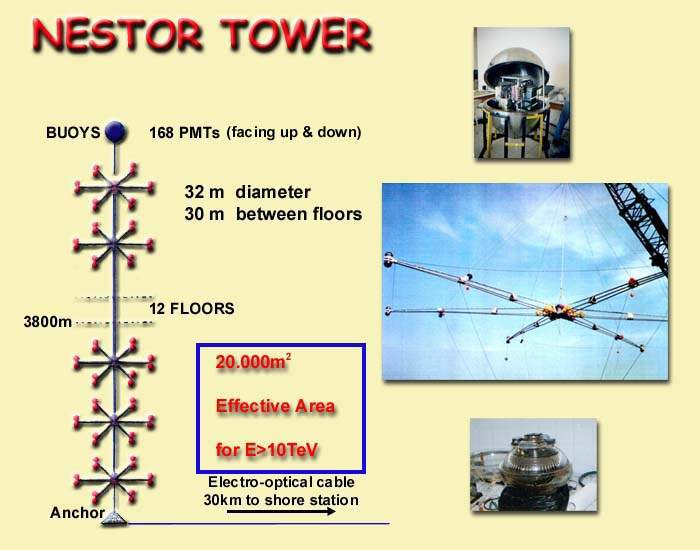 NESTOR TOWER
BUOYS
168 PMTs (facing up & down)
32 m diameter
30 m between floors
12 FLOORS
3800m
20.000m²
Effective Area
for E>10TeV
Electro-optical cable
30km to shore station
Anchor